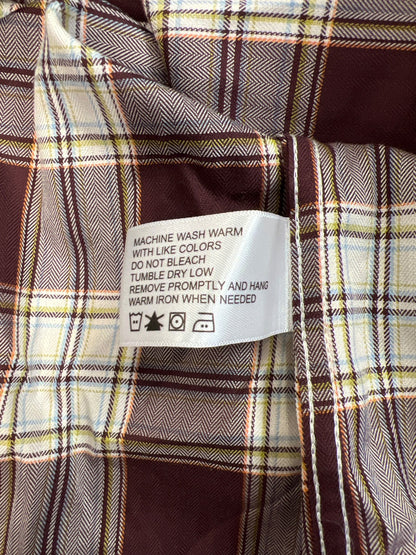 MACHINE WASH WARM
WITH LIKE COLORS
DO NOT BLEACH
TUMBLE DRY LOW
REMOVE PROMPTLY AND HANG
WARM IRON WHEN NEEDED